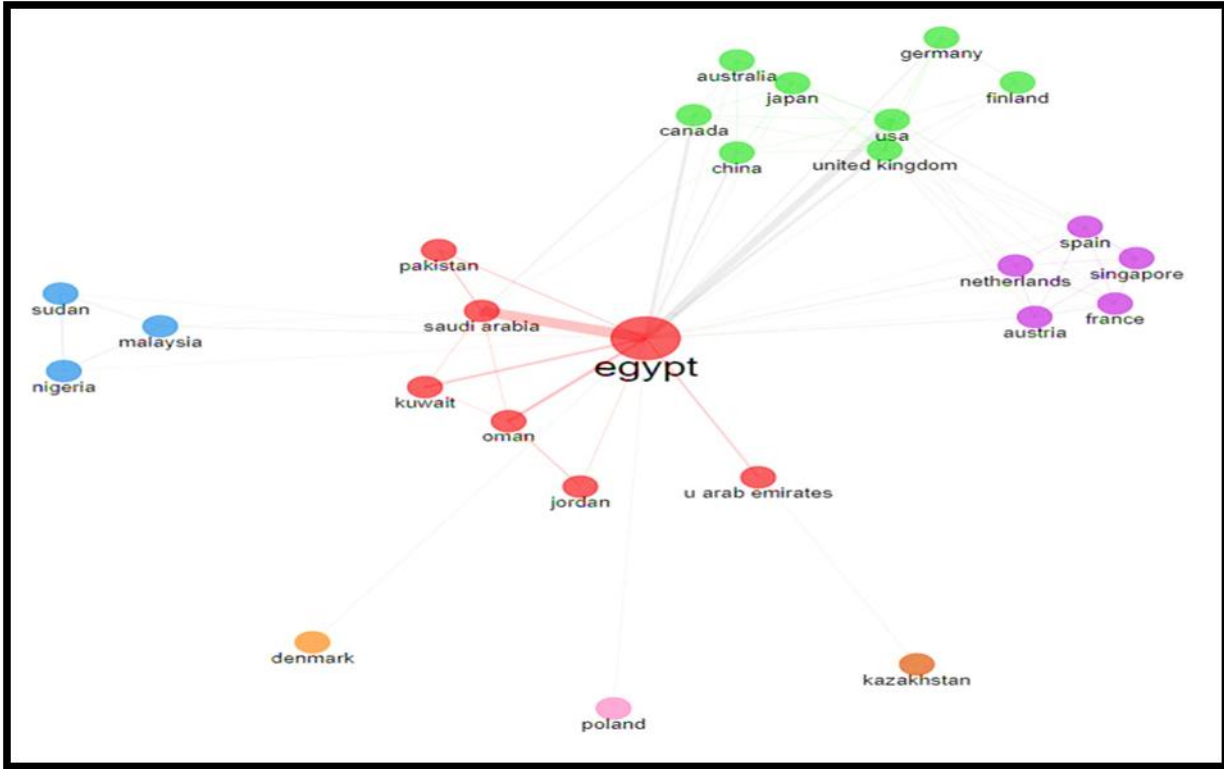 germany
australia
japan
finland
canada
usa
china
united kingdom
spain
pakistan
netherlands
singapore
sudan
saudi arabia
france
malaysia
austria
egypt
nigeria
kuwait
oman
jordan
u arab emirates
denmark
kazakhstan
poland